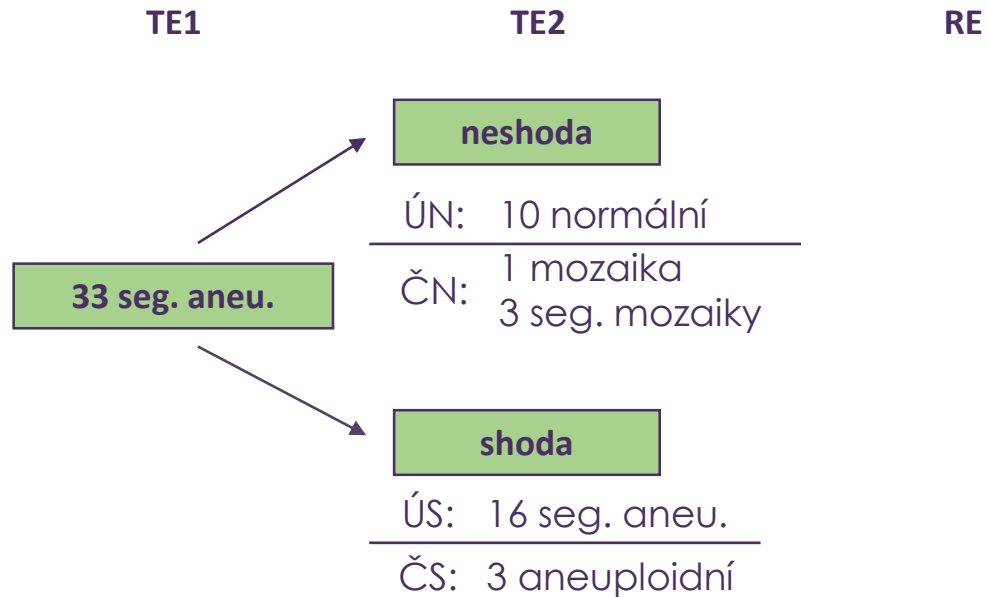 TE1 TE2 RE
neshoda
ÚN: 10 normální
33 seg. aneu.
ČN: 1 mozaika
3 seg. mozaiky
shoda
ÚS: 16 seg. aneu.
ČS: 3 aneuploidní